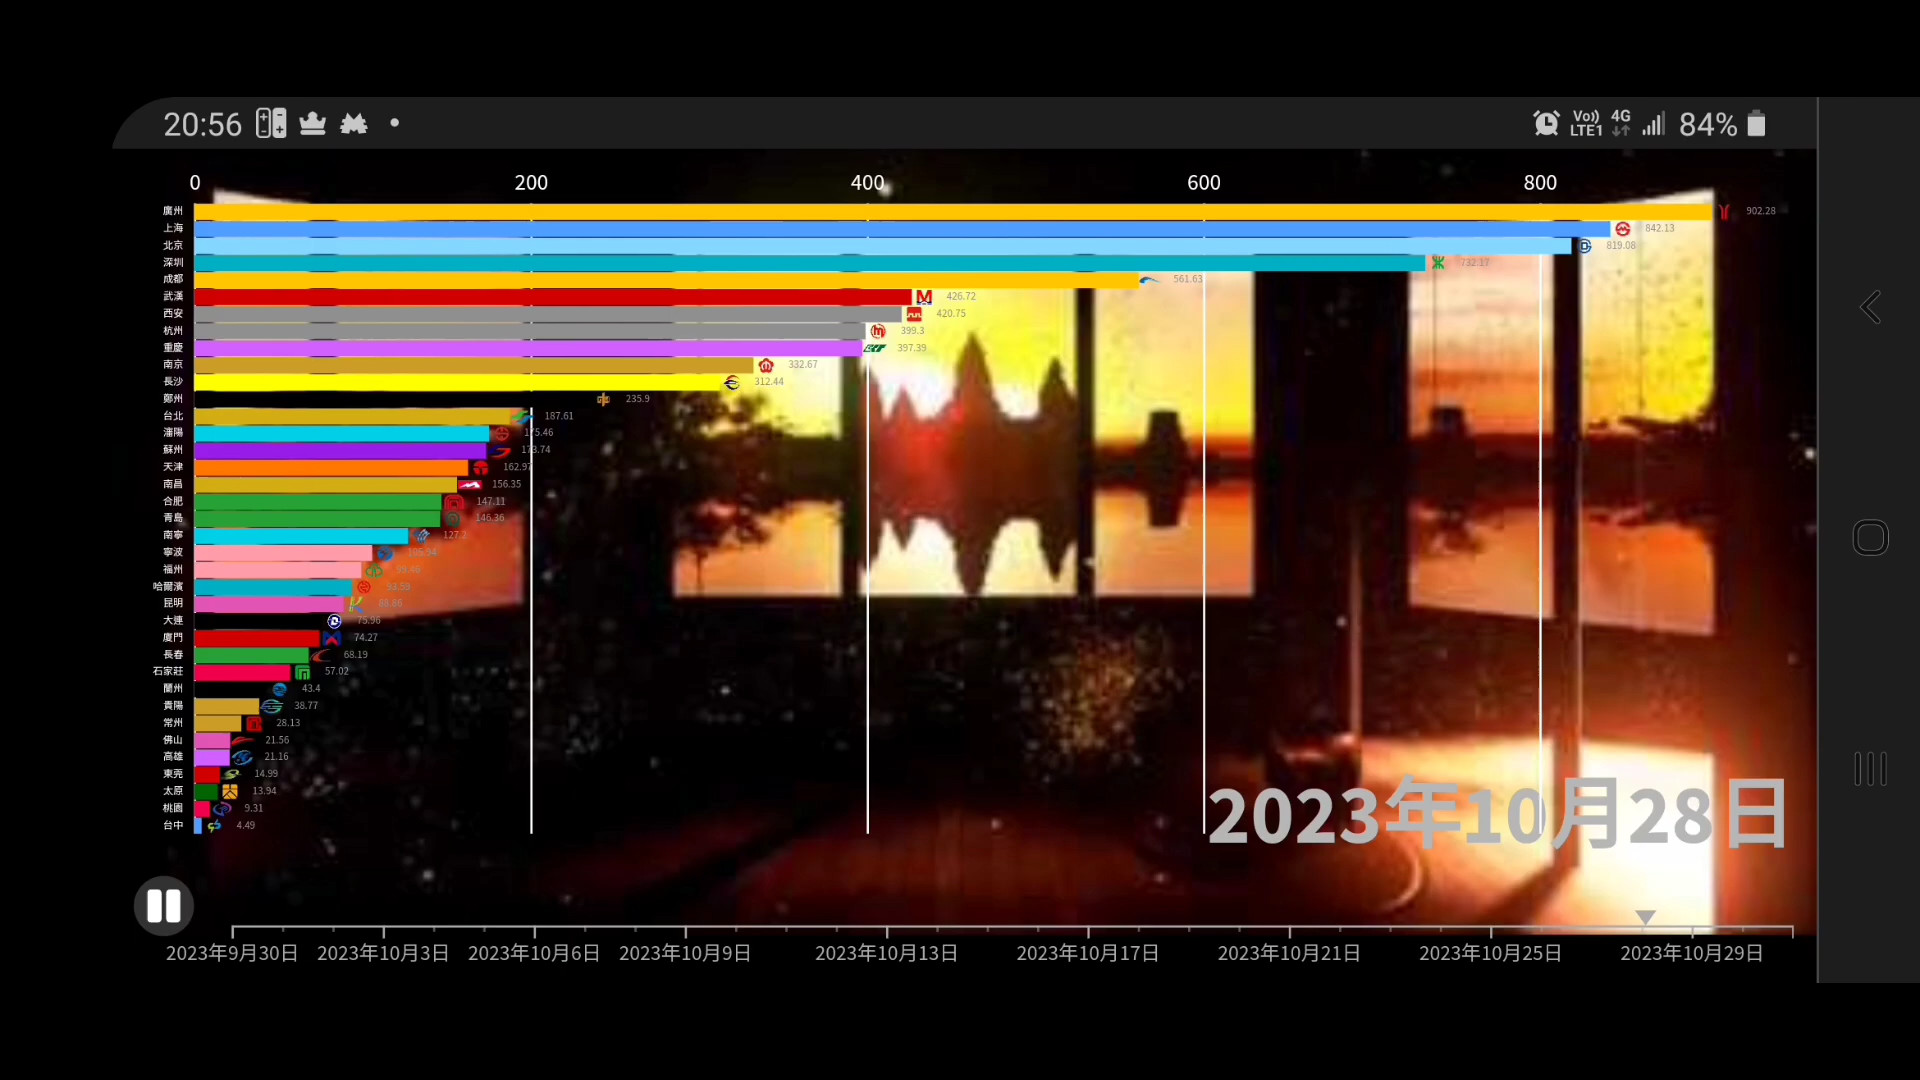 20:56
Vo)) LTE1 4G 84%
0 200 400 600 800
廣州 902.28
上海 842.13
北京 819.08
深圳 732.17
成都 561.63
武漢 426.72
西安 420.75
杭州 399.3
重慶 397.39
南京 332.67
長沙 312.44
鄭州 235.9
台北 187.61
瀋陽 175.46
蘇州 173.74
天津 162.97
南昌 156.35
合肥 147.11
青島 146.36
南寧 127.2
寧波
福州
哈爾濱
昆明
大連 75.96
廈門 74.27
長春 68.19
石家莊 57.02
蘭州 43.4
貴陽 38.77
常州 28.13
佛山 21.56
高雄 21.16
東莞 14.99
太原 13.94
桃園 9.31
台中 4.49
2023年10月28日
2023年9月30日 2023年10月3日 2023年10月6日 2023年10月9日 2023年10月13日 2023年10月17日 2023年10月21日 2023年10月25日 2023年10月29日